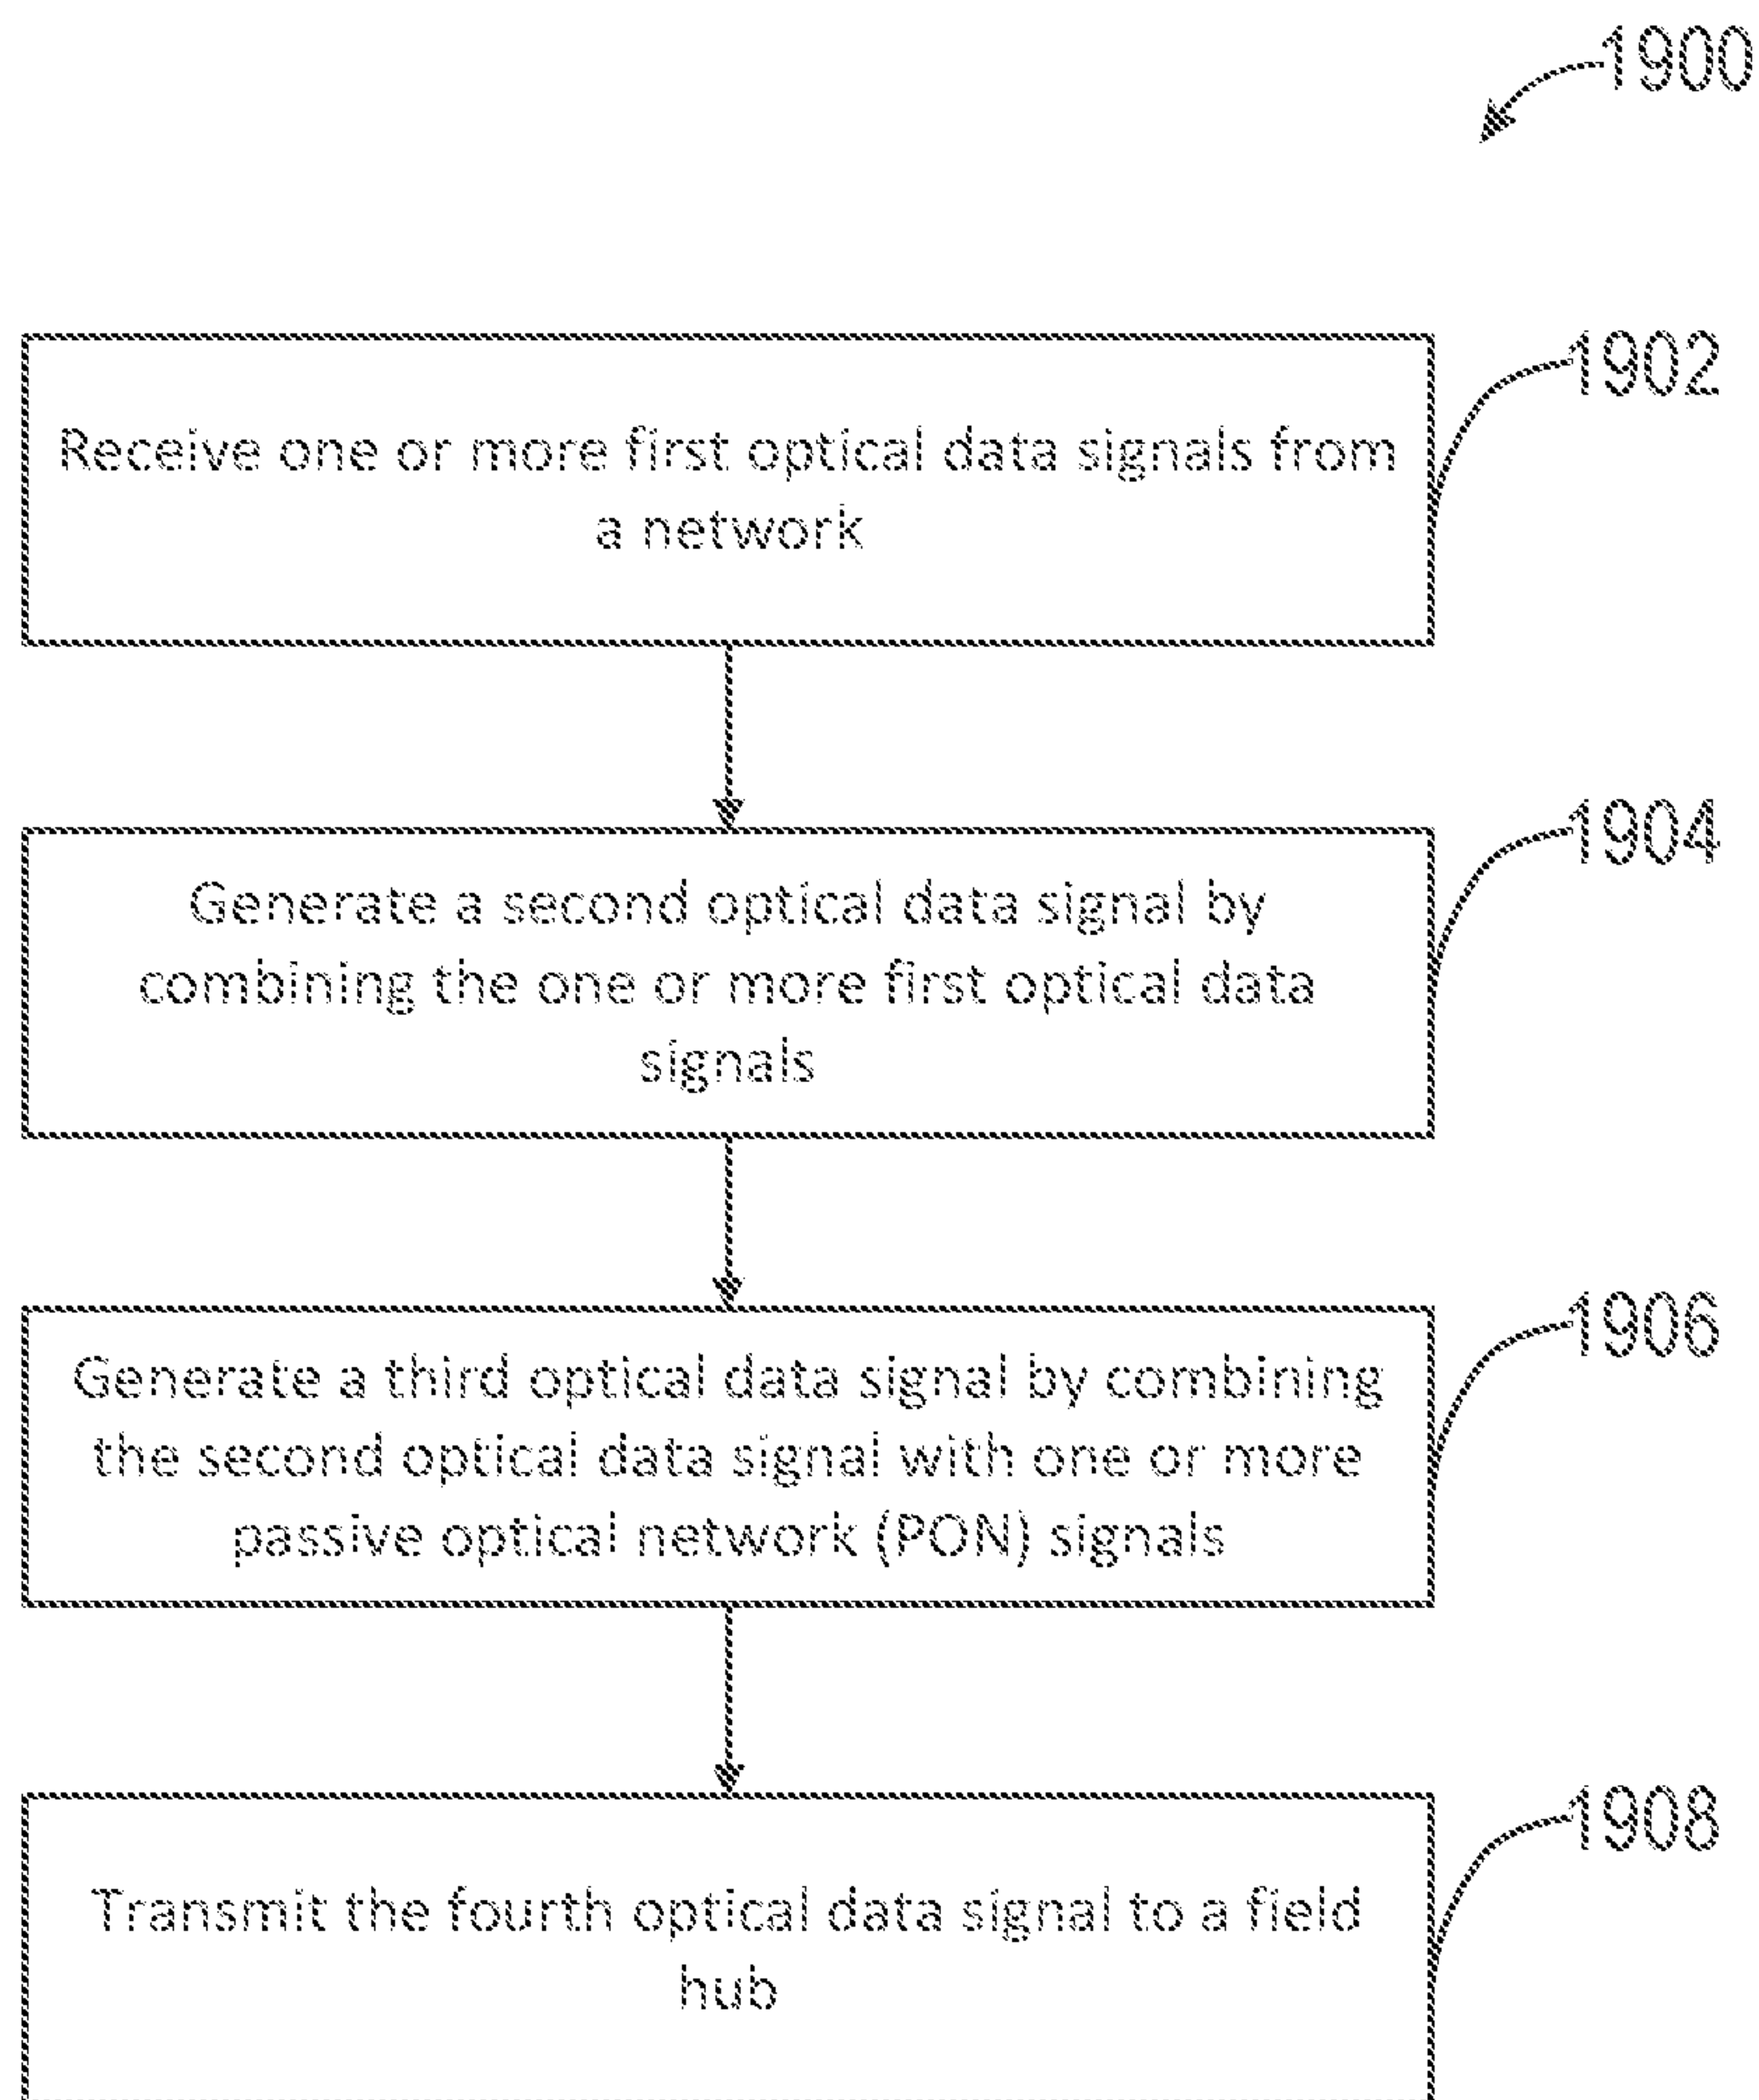 1900
1902
Receive one or more first optical data signals from
a network
1904
Generate a second optical data signal by
combining the one or more first optical data
signals
1906
Generate a third optical data signal by combining
the second optical data signal with one or more
passive optical network (PON) signals
1908
Transmit the fourth optical data signal to a field
hub